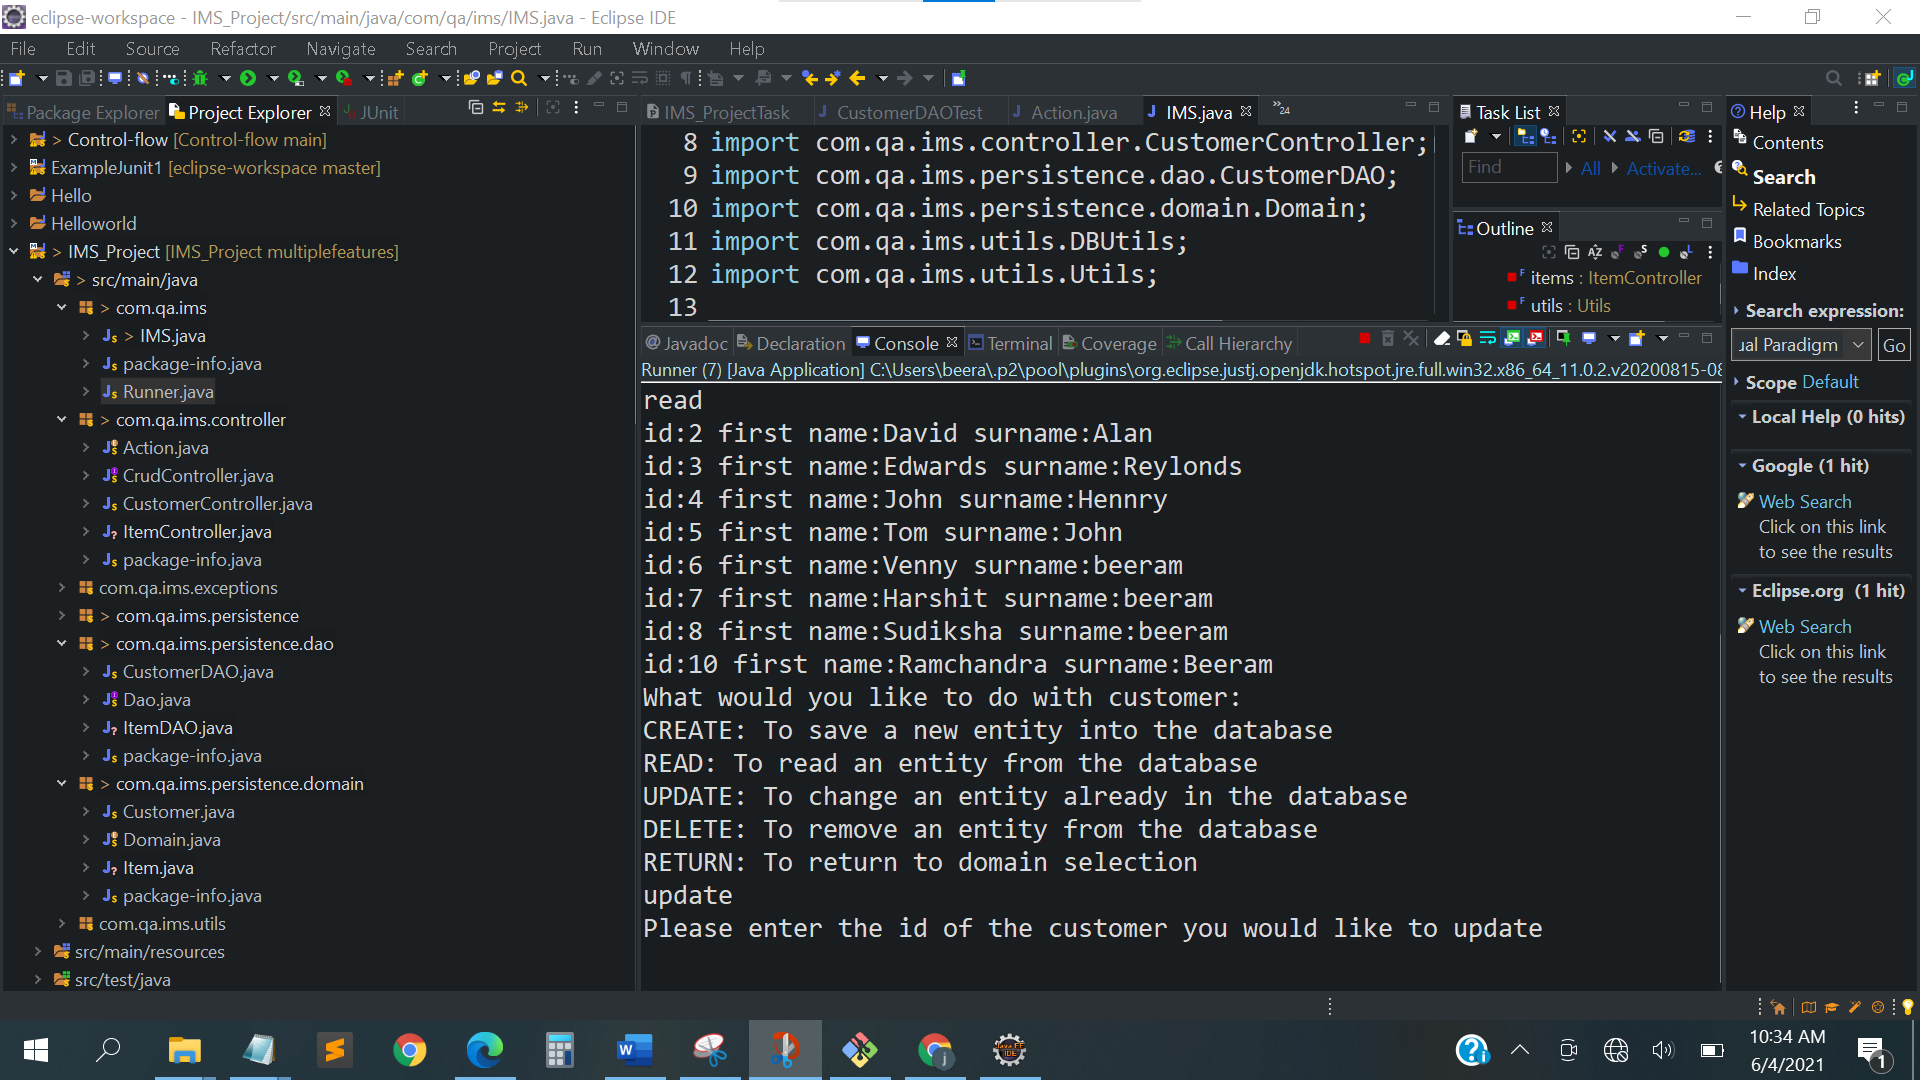 eclipse-workspace - IMS_Project/src/main/java/com/qa/ims/IMS.java - Eclipse IDE
File Edit Source Refactor Navigate Search Project Run Window Help
Package Explorer Project Explorer JUnit
> Control-flow [Control-flow main]
ExampleJunit1 [eclipse-workspace master]
Hello
Helloworld
> IMS_Project [IMS_Project multiplefeatures]
> src/main/java
> com.qa.ims
> IMS.java
package-info.java
Runner.java
> com.qa.ims.controller
Action.java
CrudController.java
CustomerController.java
ItemController.java
package-info.java
com.qa.ims.exceptions
> com.qa.ims.persistence
> com.qa.ims.persistence.dao
CustomerDAO.java
Dao.java
ItemDAO.java
package-info.java
> com.qa.ims.persistence.domain
Customer.java
Domain.java
Item.java
package-info.java
com.qa.ims.utils
src/main/resources
src/test/java
IMS_ProjectTask CustomerDAOTest Action.java IMS.java »24
8 import com.qa.ims.controller.CustomerController;
9 import com.qa.ims.persistence.dao.CustomerDAO;
10 import com.qa.ims.persistence.domain.Domain;
11 import com.qa.ims.utils.DBUtils;
12 import com.qa.ims.utils.Utils;
13
@ Javadoc Declaration Console Terminal Coverage Call Hierarchy
Runner (7) [Java Application] C:\Users\beera\.p2\pool\plugins\org.eclipse.justj.openjdk.hotspot.jre.full.win32.x86_64_11.0.2.v20200815-08
read
id:2 first name:David surname:Alan
id:3 first name:Edwards surname:Reylonds
id:4 first name:John surname:Hennry
id:5 first name:Tom surname:John
id:6 first name:Venny surname:beeram
id:7 first name:Harshit surname:beeram
id:8 first name:Sudiksha surname:beeram
id:10 first name:Ramchandra surname:Beeram
What would you like to do with customer:
CREATE: To save a new entity into the database
READ: To read an entity from the database
UPDATE: To change an entity already in the database
DELETE: To remove an entity from the database
RETURN: To return to domain selection
update
Please enter the id of the customer you would like to update
Task List
Find All Activate...
Outline
items : ItemController
utils : Utils
Help
Contents
Search
Related Topics
Bookmarks
Index
Search expression:
ual Paradigm Go
Scope Default
Local Help (0 hits)
Google (1 hit)
Web Search
Click on this link
to see the results
Eclipse.org (1 hit)
Web Search
Click on this link
to see the results
10:34 AM
6/4/2021
1